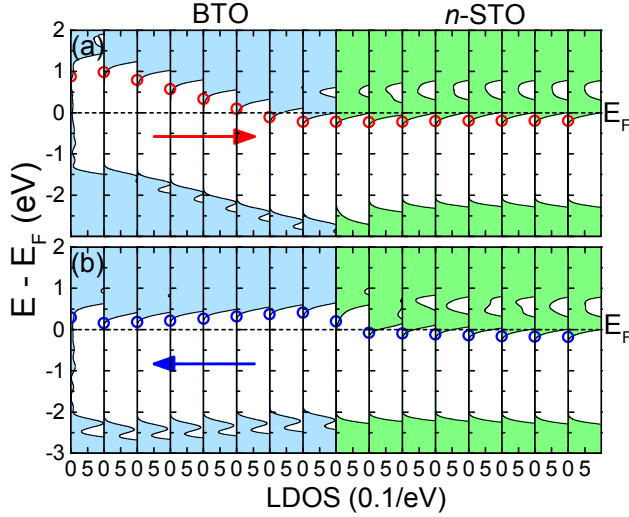 BTO n-STO
(a)
2
1
0
-1
-2
E_F
(b)
2
1
0
-1
-2
-3
E_F
E - E_F (eV)
0 5 0 5 0 5 0 5 0 5 0 5 0 5 0 5 0 5 0 5 0 5 0 5 0 5 0 5 0 5 0 5
LDOS (0.1/eV)